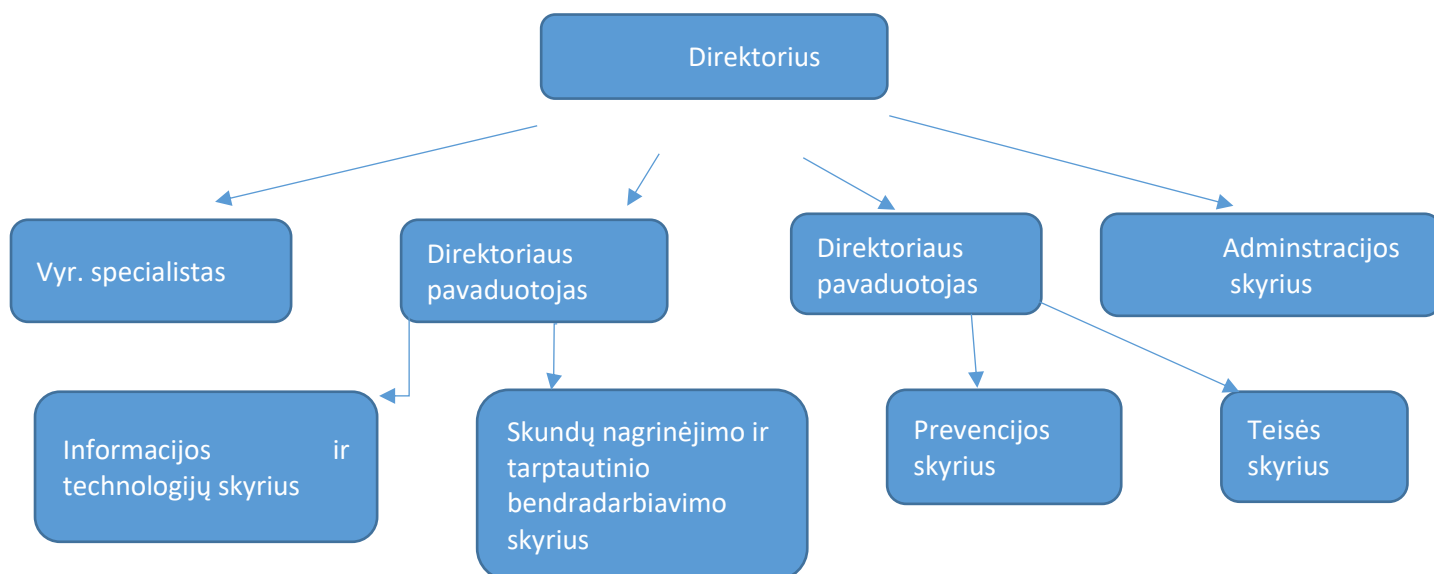 Direktorius
Vyr. specialistas
Direktoriaus
pavaduotojas
Direktoriaus
pavaduotojas
Adminstracijos
skyrius
Informacijos ir
technologijų skyrius
Skundų nagrinėjimo ir
tarptautinio
bendradarbiavimo
skyrius
Prevencijos
skyrius
Teisės
skyrius